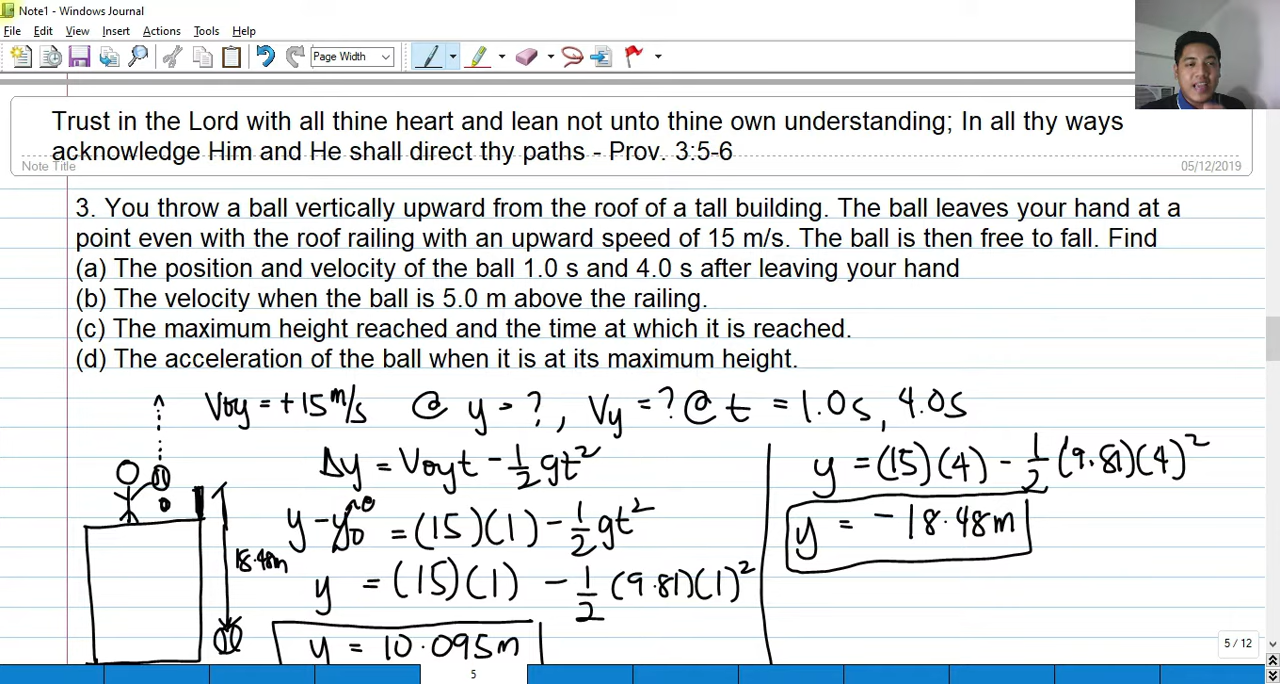 Note1 - Windows Journal
File Edit View Insert Actions Tools Help
Page Width
Trust in the Lord with all thine heart and lean not unto thine own understanding; In all thy ways
acknowledge Him and He shall direct thy paths - Prov. 3:5-6
Note Title
05/12/2019
3. You throw a ball vertically upward from the roof of a tall building. The ball leaves your hand at a
point even with the roof railing with an upward speed of 15 m/s. The ball is then free to fall. Find
(a) The position and velocity of the ball 1.0 s and 4.0 s after leaving your hand
(b) The velocity when the ball is 5.0 m above the railing.
(c) The maximum height reached and the time at which it is reached.
(d) The acceleration of the ball when it is at its maximum height.
Voy = +15 m/s @ y = ?, Vy = ? @ t = 1.0s, 4.0s
Δy = Voyt - 1/2 gt²
y - y0 = (15)(1) - 1/2 gt²
y = (15)(1) - 1/2 (9.81)(1)²
y = 10.095m
18.48m
y = (15)(4) - 1/2 (9.81)(4)²
y = -18.48m
5 / 12
5